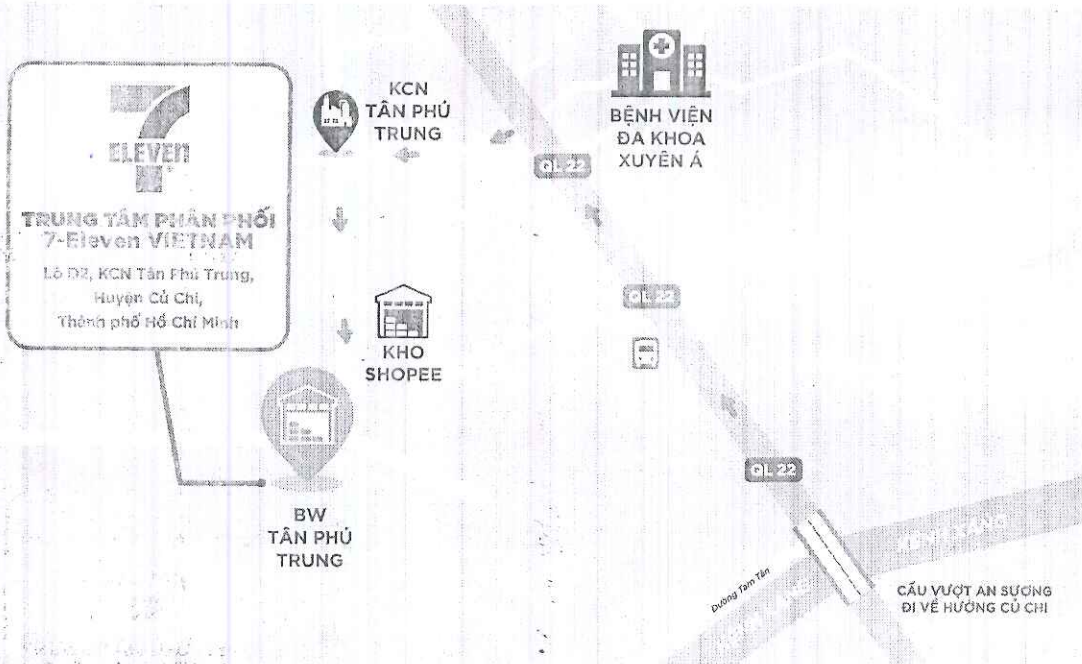 7
ELEVEN
TRUNG TÂM PHÂN PHỐI
7-Eleven VIETNAM
Lô D2, KCN Tân Phú Trung,
Huyện Củ Chi,
Thành phố Hồ Chí Minh
KCN
TÂN PHÚ
TRUNG
BỆNH VIỆN
ĐA KHOA
XUYÊN Á
QL 22
QL 22
KHO
SHOPEE
QL 22
BW
TÂN PHÚ
TRUNG
KÊNH XÁNG
Đường Tam Tân
CẦU VƯỢT AN SƯƠNG
ĐI VỀ HƯỚNG CỦ CHI